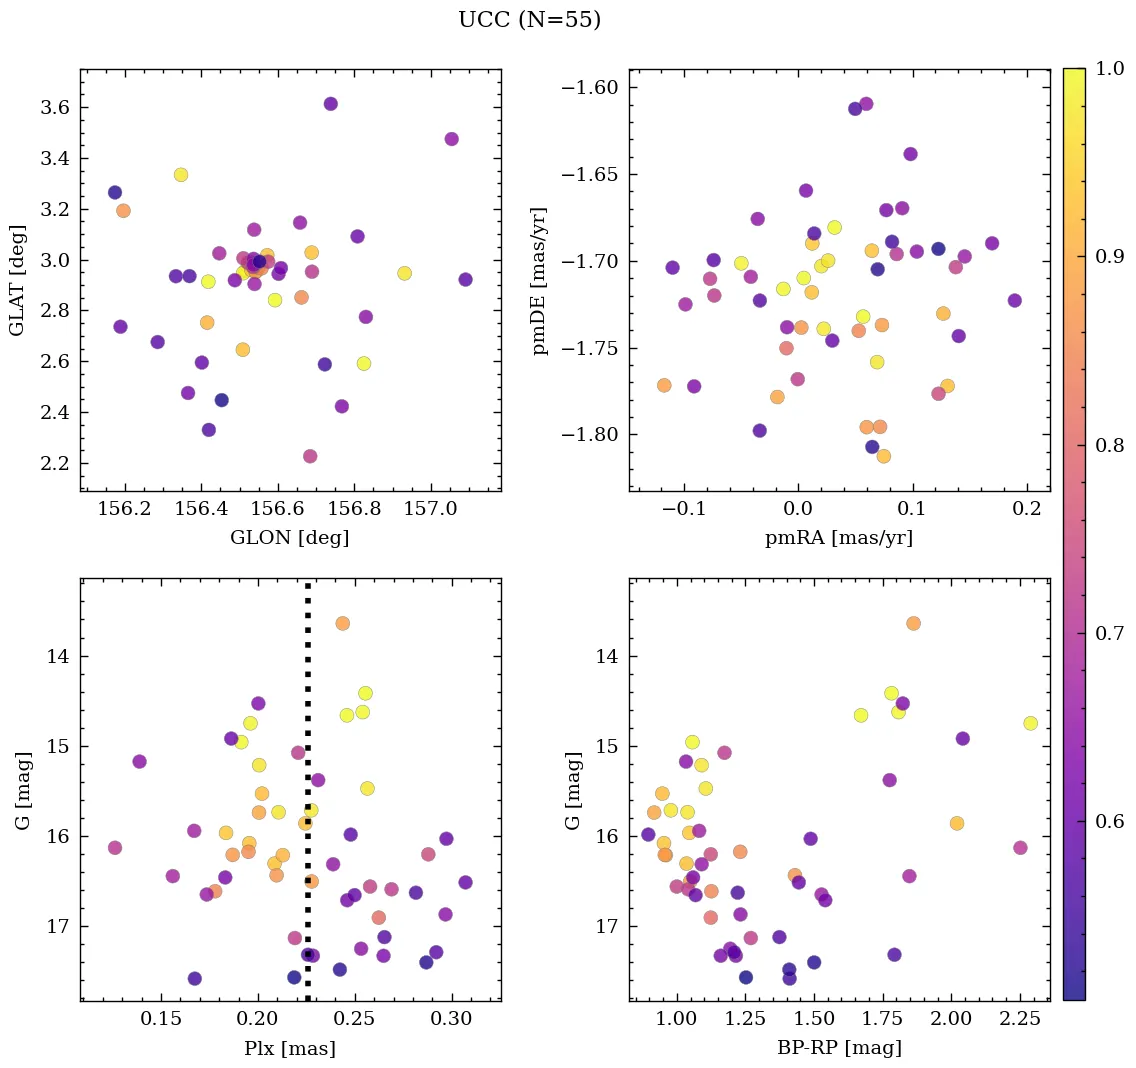 UCC (N=55)
3.6
3.4
3.2
3.0
2.8
2.6
2.4
2.2
GLAT [deg]
156.2 156.4 156.6 156.8 157.0
GLON [deg]
−1.60
−1.65
−1.70
−1.75
−1.80
pmDE [mas/yr]
−0.1 0.0 0.1 0.2
pmRA [mas/yr]
14
15
16
17
G [mag]
0.15 0.20 0.25 0.30
Plx [mas]
14
15
16
17
G [mag]
1.00 1.25 1.50 1.75 2.00 2.25
BP-RP [mag]
1.0
0.9
0.8
0.7
0.6